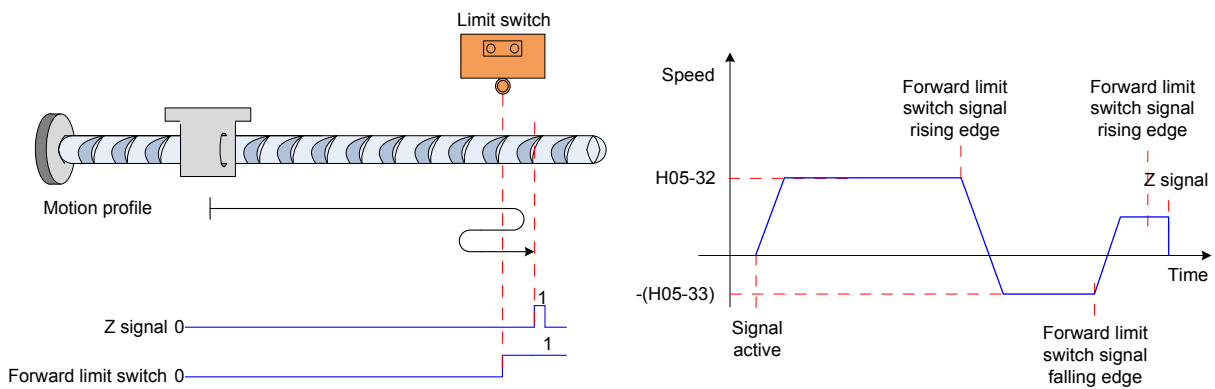 Limit switch
Motion profile
1
Z signal 0
1
Forward limit switch 0
Speed
Forward limit
switch signal
rising edge
Forward limit
switch signal
rising edge
H05-32
Z signal
Time
-(H05-33)
Signal
active
Forward limit
switch signal
falling edge